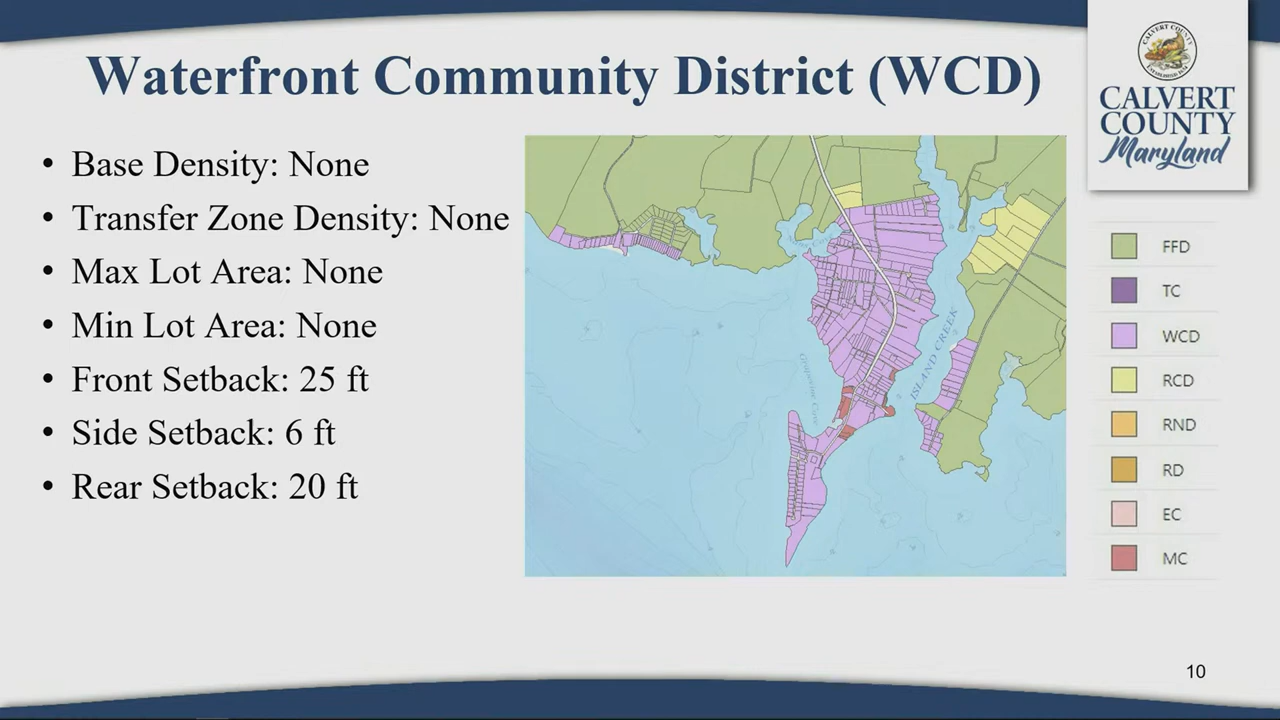 Waterfront Community District (WCD)
CALVERT COUNTY
CALVERT
COUNTY
Maryland
• Base Density: None
• Transfer Zone Density: None
• Max Lot Area: None
• Min Lot Area: None
• Front Setback: 25 ft
• Side Setback: 6 ft
• Rear Setback: 20 ft
ISLAND CREEK
FFD
TC
WCD
RCD
RND
RD
EC
MC
10